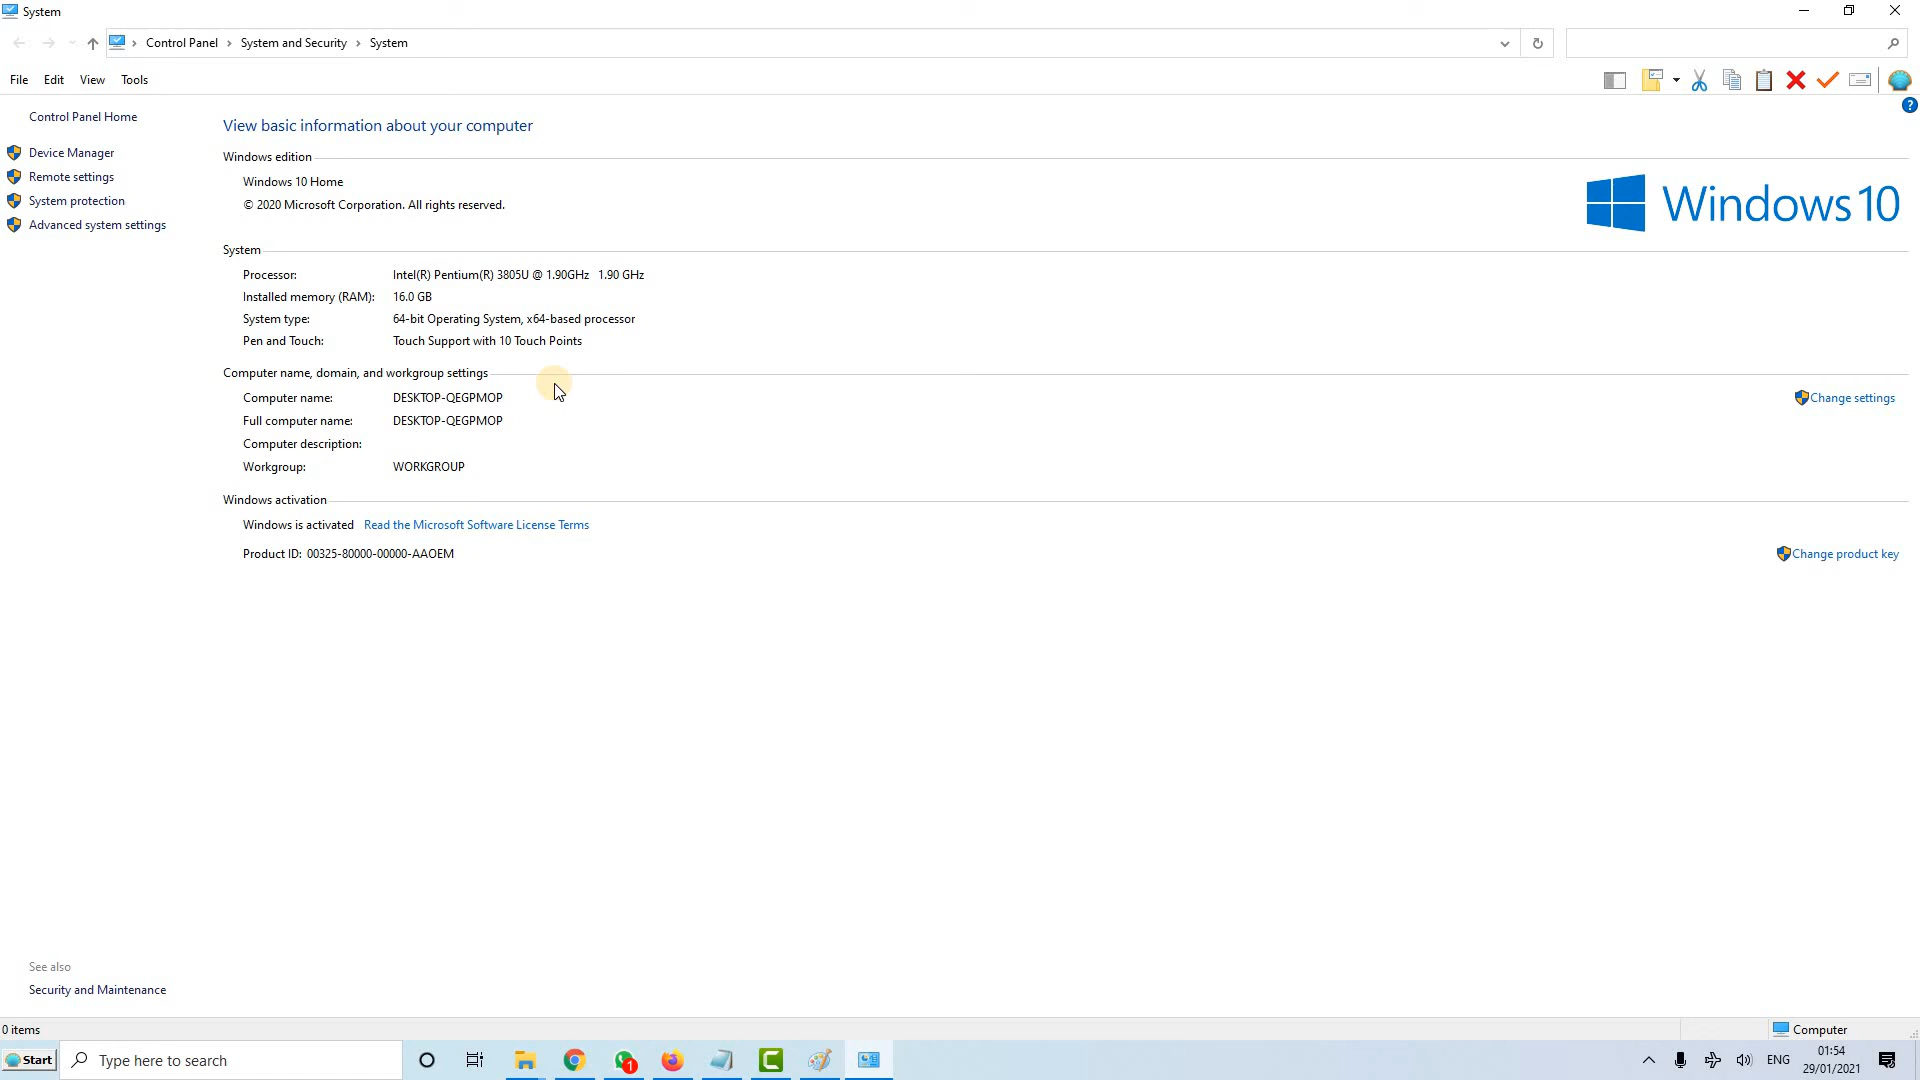 System
Control Panel › System and Security › System
File Edit View Tools
Control Panel Home
Device Manager
Remote settings
System protection
Advanced system settings
View basic information about your computer
Windows edition
Windows 10 Home
© 2020 Microsoft Corporation. All rights reserved.
Windows 10
System
Processor: Intel(R) Pentium(R) 3805U @ 1.90GHz 1.90 GHz
Installed memory (RAM): 16.0 GB
System type: 64-bit Operating System, x64-based processor
Pen and Touch: Touch Support with 10 Touch Points
Computer name, domain, and workgroup settings
Computer name: DESKTOP-QEGPMOP
Change settings
Full computer name: DESKTOP-QEGPMOP
Computer description:
Workgroup: WORKGROUP
Windows activation
Windows is activated Read the Microsoft Software License Terms
Product ID: 00325-80000-00000-AAOEM
Change product key
See also
Security and Maintenance
0 items
Computer
Start
Type here to search
1
ENG
01:54
29/01/2021